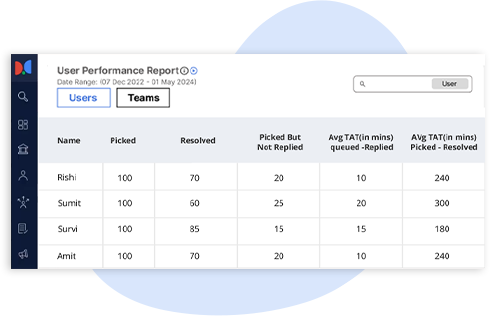 User Performance Report
Date Range: (07 Dec 2022 - 01 May 2024)
User
Users Teams
Name Picked Resolved Picked But Not Replied Avg TAT(in mins) queued -Replied AVg TAT(in mins) Picked - Resolved
Rishi 100 70 20 10 240
Sumit 100 60 25 20 300
Survi 100 85 15 15 180
Amit 100 70 20 10 240